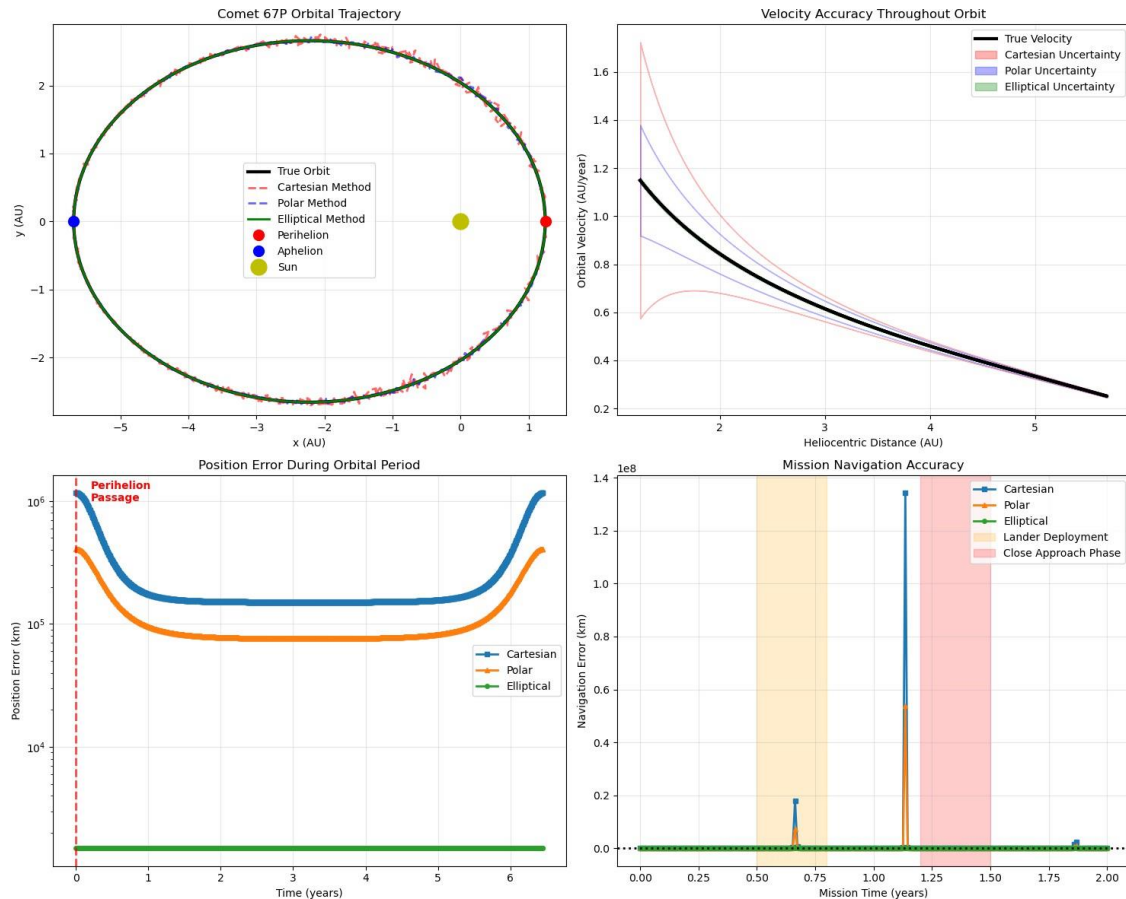 Comet 67P Orbital Trajectory
y (AU)
2
1
0
−1
−2
True Orbit
Cartesian Method
Polar Method
Elliptical Method
Perihelion
Aphelion
Sun
−5
−4
−3
−2
−1
0
1
x (AU)
Velocity Accuracy Throughout Orbit
Orbital Velocity (AU/year)
1.6
1.4
1.2
1.0
0.8
0.6
0.4
0.2
True Velocity
Cartesian Uncertainty
Polar Uncertainty
Elliptical Uncertainty
2
3
4
5
Heliocentric Distance (AU)
Position Error During Orbital Period
Position Error (km)
10⁶
10⁵
10⁴
Perihelion
Passage
Cartesian
Polar
Elliptical
0
1
2
3
4
5
6
Time (years)
Mission Navigation Accuracy
1e8
Navigation Error (km)
1.4
1.2
1.0
0.8
0.6
0.4
0.2
0.0
Cartesian
Polar
Elliptical
Lander Deployment
Close Approach Phase
0.00
0.25
0.50
0.75
1.00
1.25
1.50
1.75
2.00
Mission Time (years)